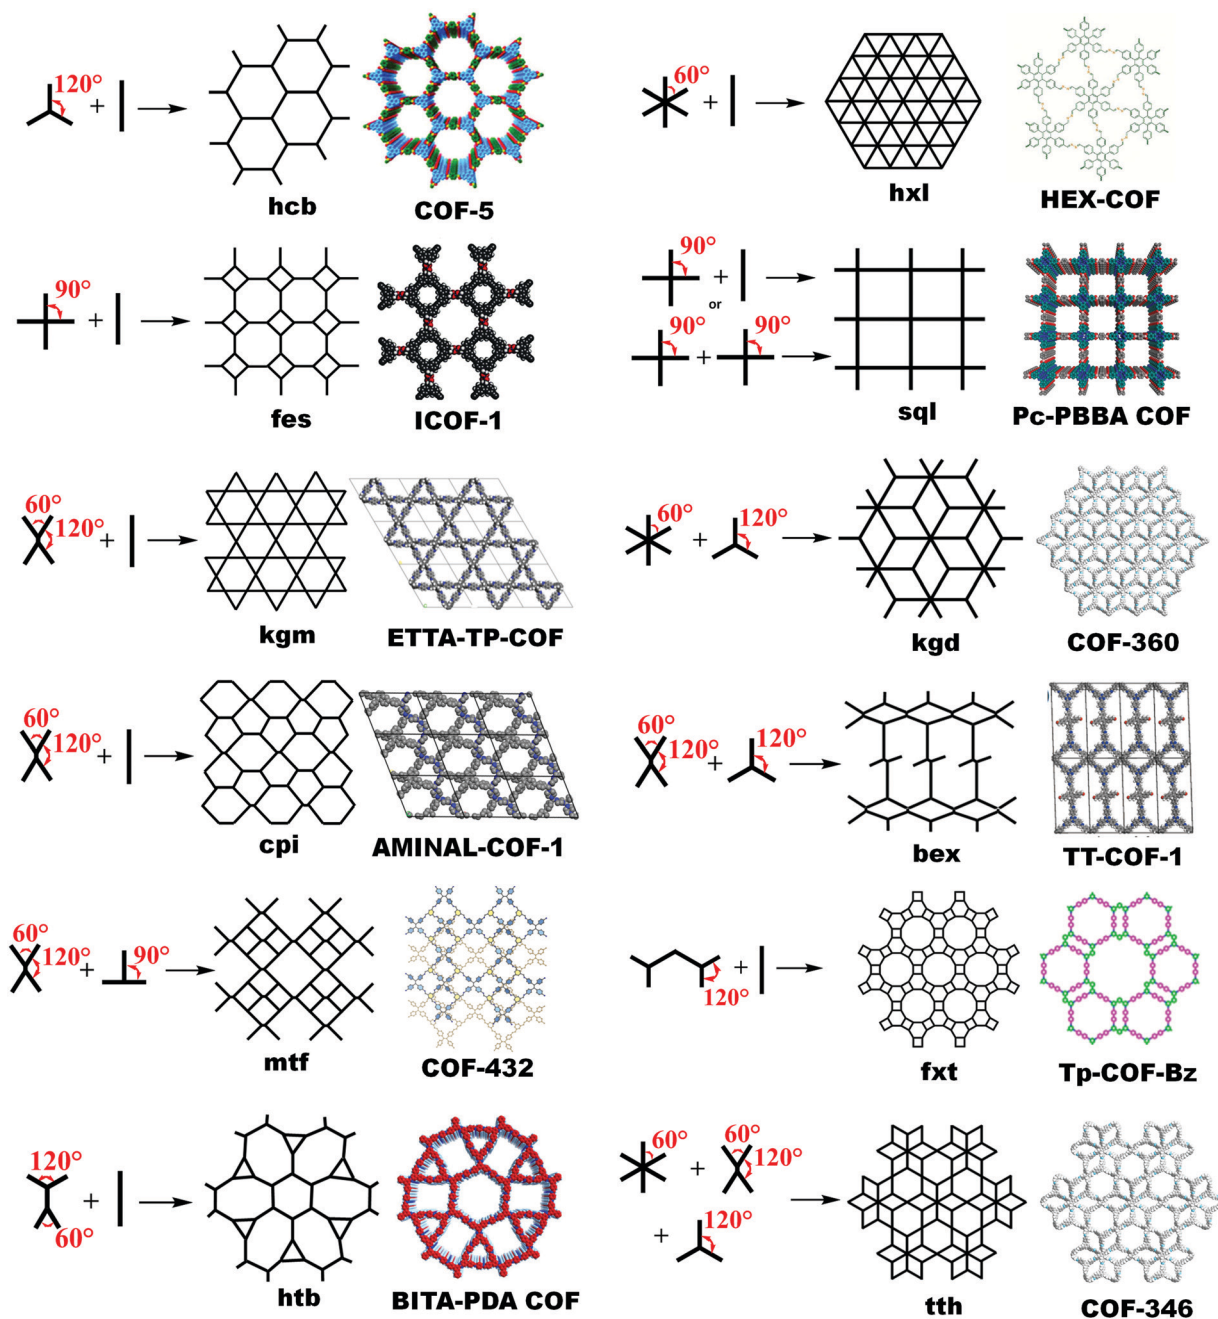 120°
+
hcb
COF-5
60°
+
hxl
HEX-COF
90°
+
fes
ICOF-1
90°
+
or
90°
+
90°
sql
Pc-PBBA COF
60°
120°
+
kgm
ETTA-TP-COF
60°
+
120°
kgd
COF-360
60°
120°
+
cpi
AMINAL-COF-1
60°
120°
+
120°
bex
TT-COF-1
60°
120°
+
90°
mtf
COF-432
120°
+
fxt
Tp-COF-Bz
120°
60°
+
htb
BITA-PDA COF
60°
+
60°
120°
+
120°
tth
COF-346